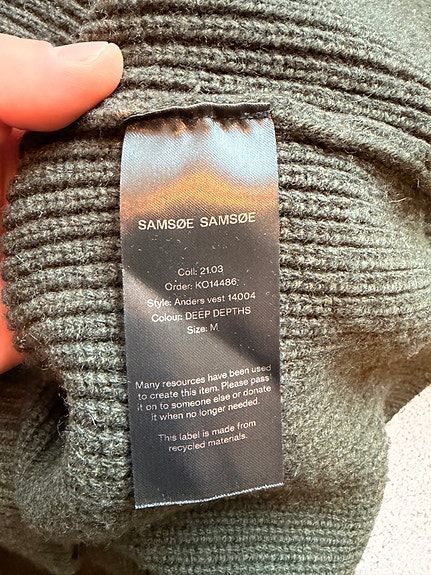 SAMSØE SAMSØE
Coll: 21.03
Order: KO14486
Style: Anders vest 14004
Colour: DEEP DEPTHS
Size: M
Many resources have been used
to create this item. Please pass
it on to someone else or donate
it when no longer needed.
This label is made from
recycled materials.